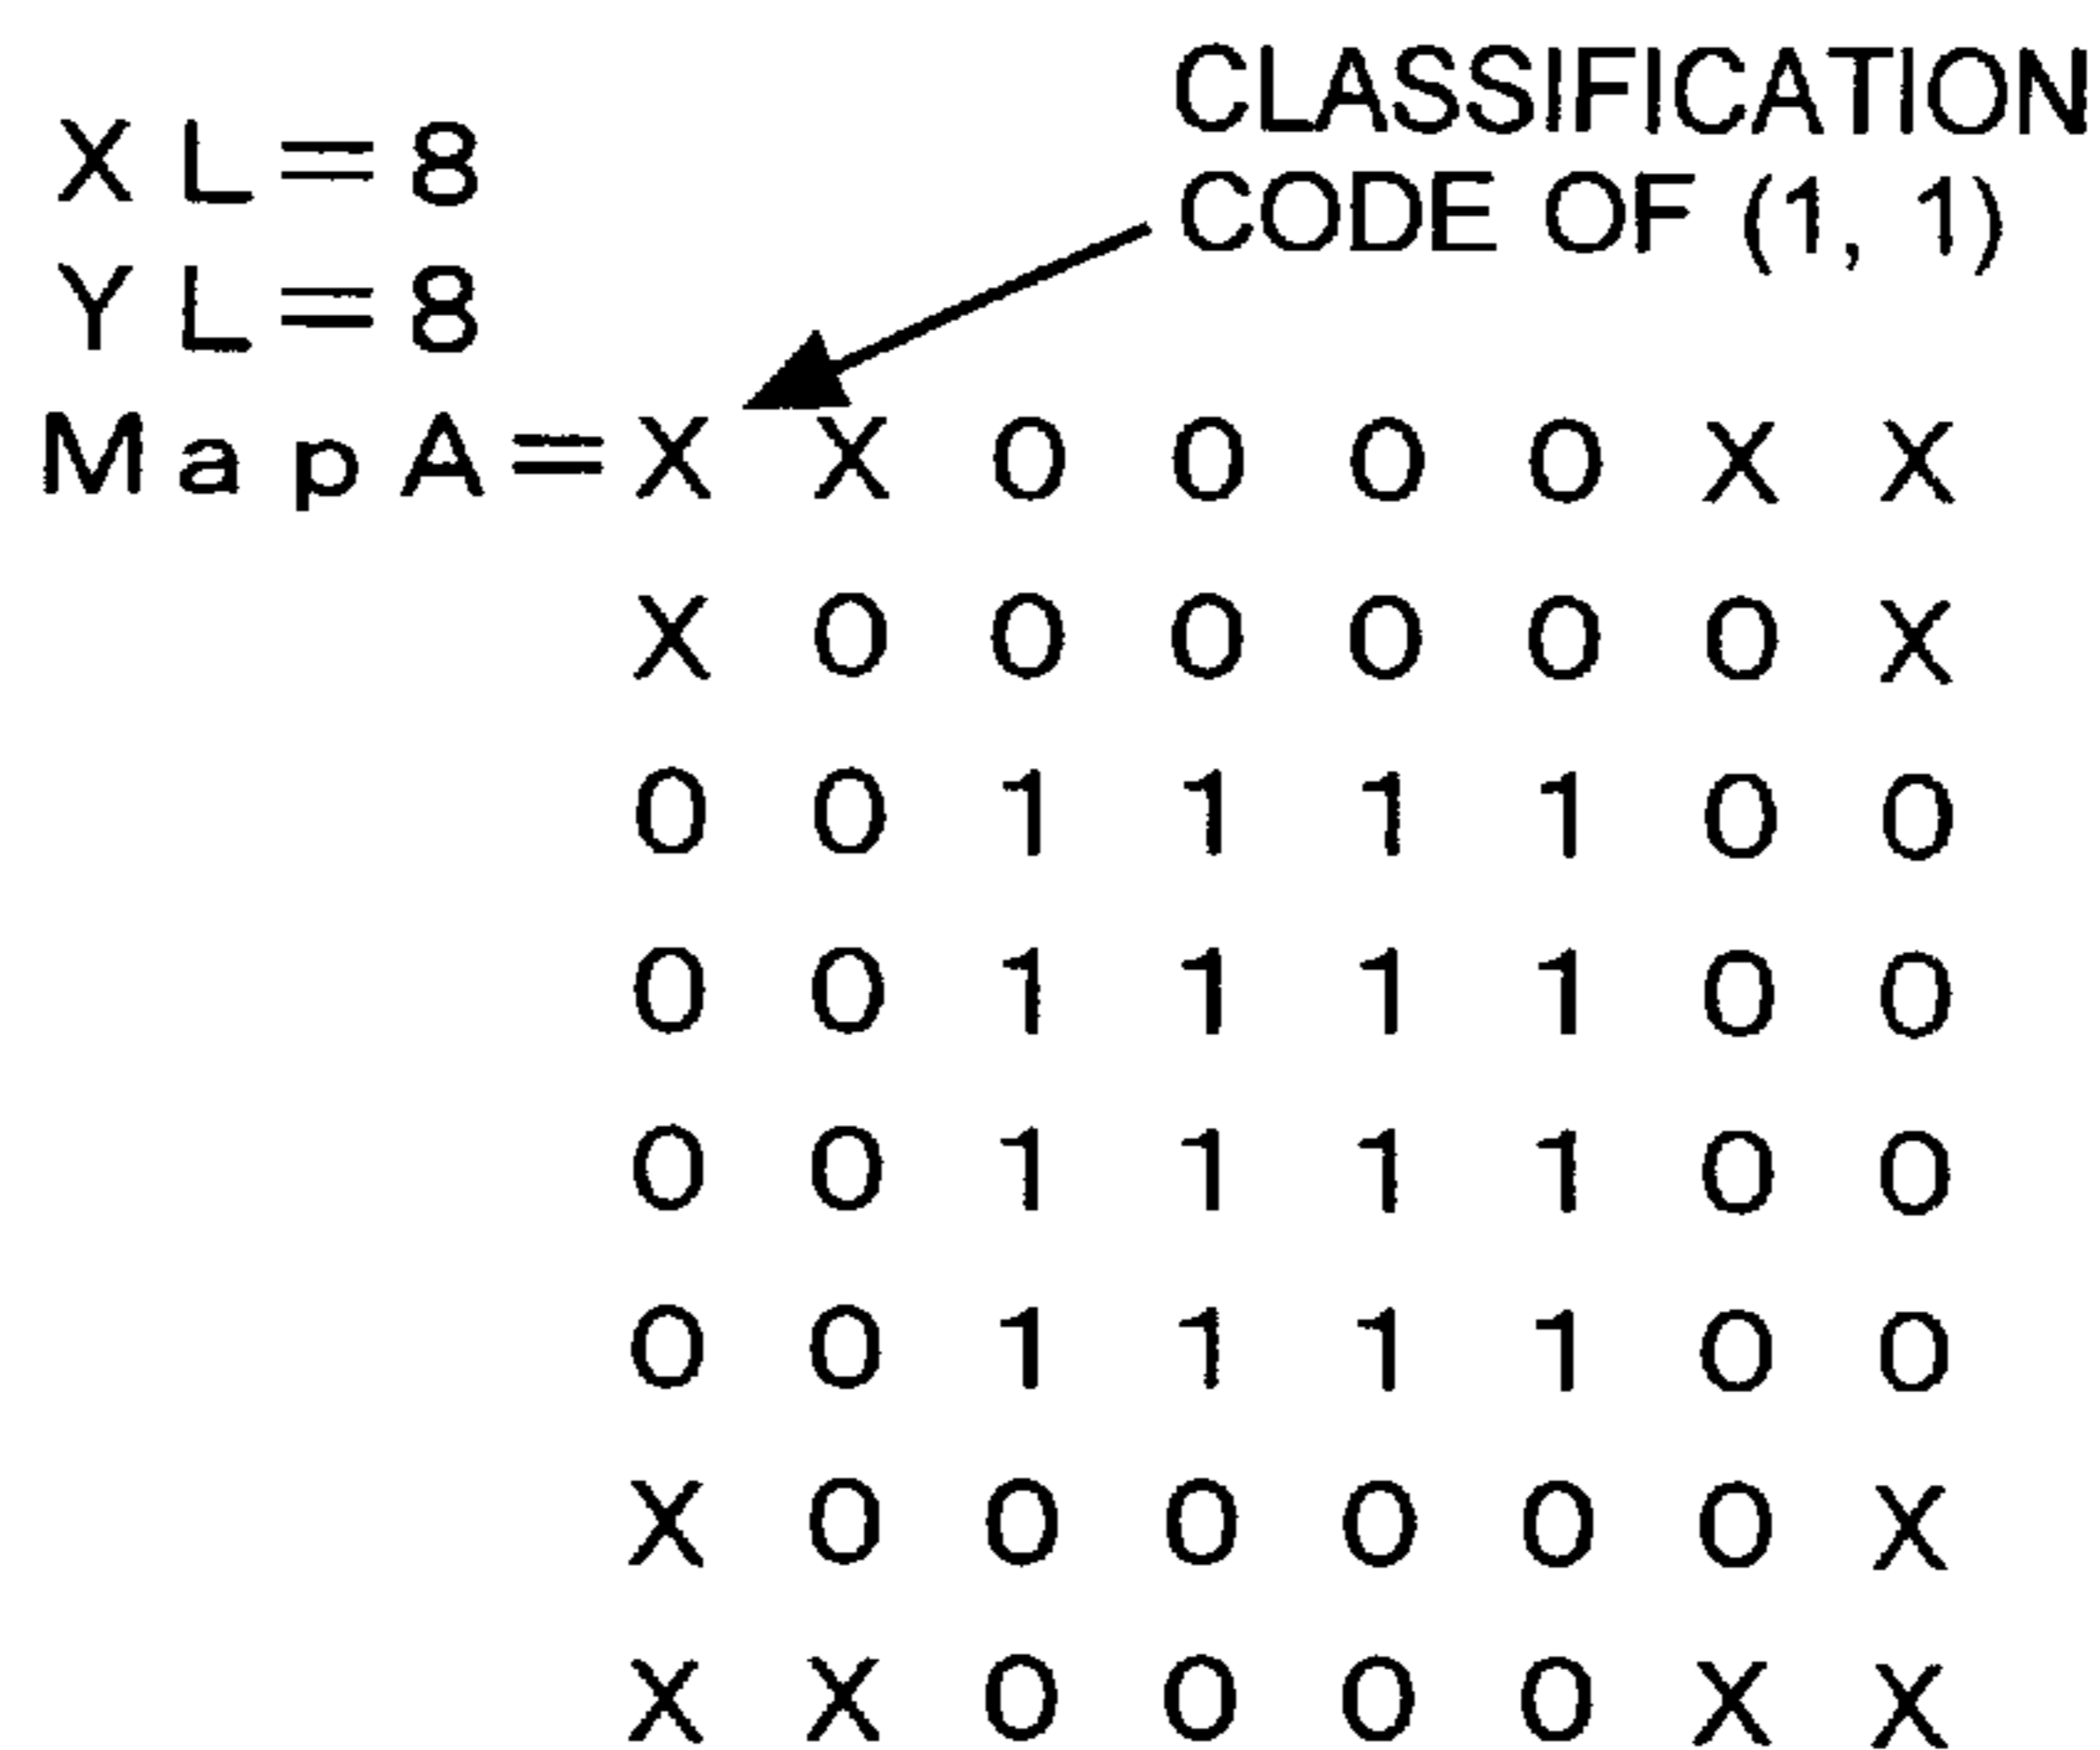 CLASSIFICATION
CODE OF (1, 1)
XL=8
YL=8
MapA=X X 0 0 0 0 X X
X 0 0 0 0 0 0 X
0 0 1 1 1 1 0 0
0 0 1 1 1 1 0 0
0 0 1 1 1 1 0 0
0 0 1 1 1 1 0 0
X 0 0 0 0 0 0 X
X X 0 0 0 0 X X